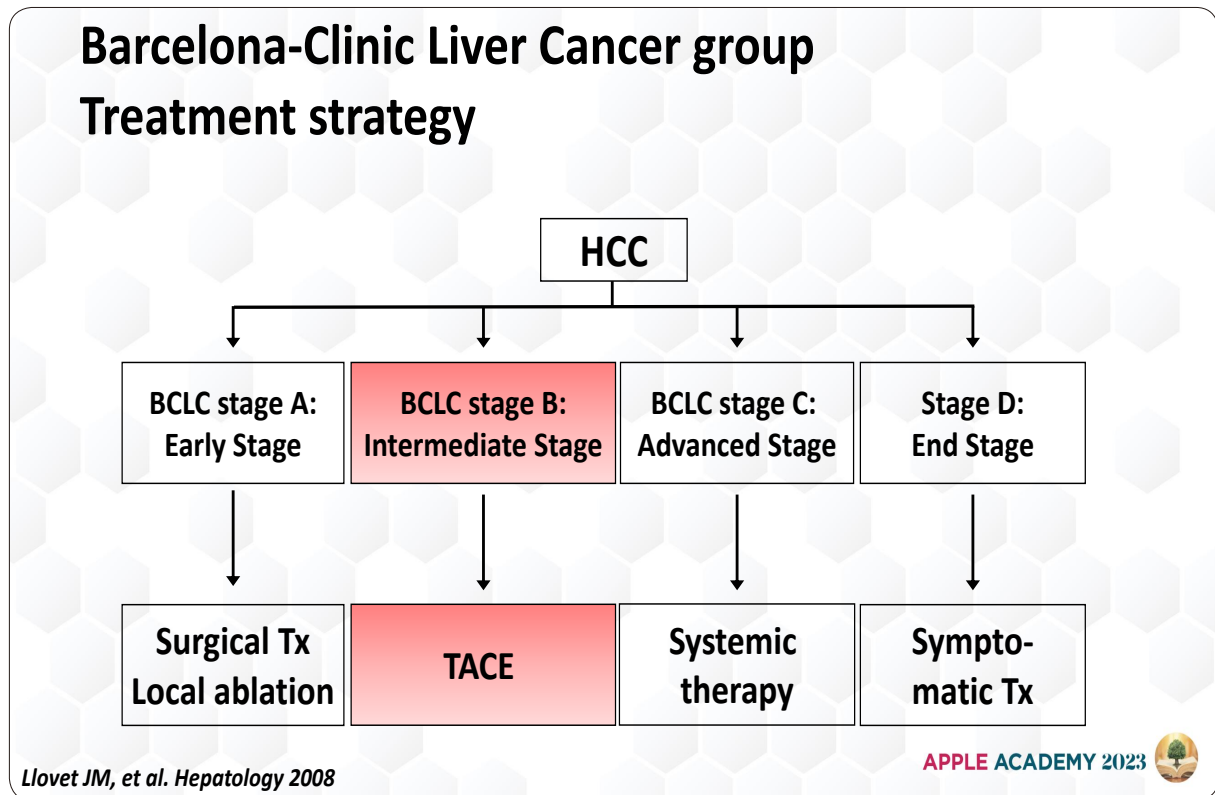 Barcelona-Clinic Liver Cancer group
Treatment strategy
HCC
BCLC stage A:
Early Stage
BCLC stage B:
Intermediate Stage
BCLC stage C:
Advanced Stage
Stage D:
End Stage
Surgical Tx
Local ablation
TACE
Systemic
therapy
Sympto-
matic Tx
Llovet JM, et al. Hepatology 2008
APPLE ACADEMY 2023